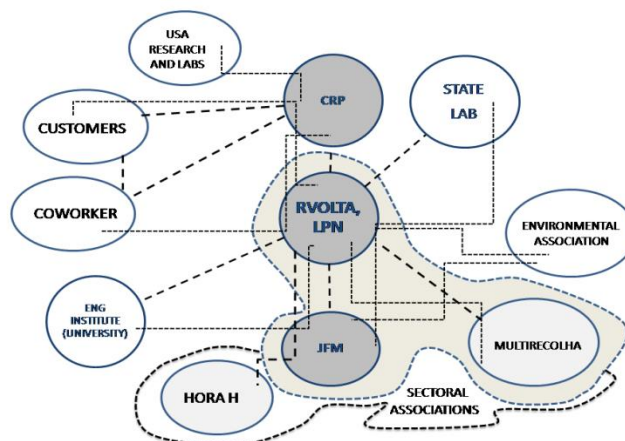 USA
RESEARCH
AND LABS
CRP
STATE
LAB
CUSTOMERS
COWORKER
RVOLTA,
LPN
ENVIRONMENTAL
ASSOCIATION
ENG
INSTITUTE
(UNIVERSITY)
JFM
MULTIRECOLHA
HORA H
SECTORAL
ASSOCIATIONS